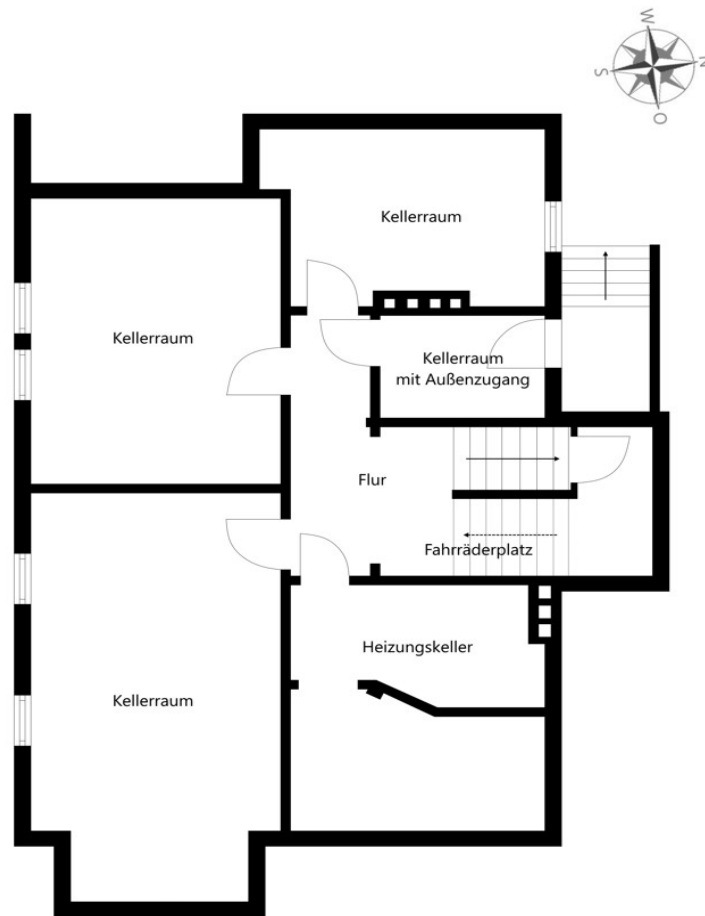 W
S
N
O
Kellerraum
Kellerraum
Kellerraum
mit Außenzugang
Flur
Fahrräderplatz
Heizungskeller
Kellerraum